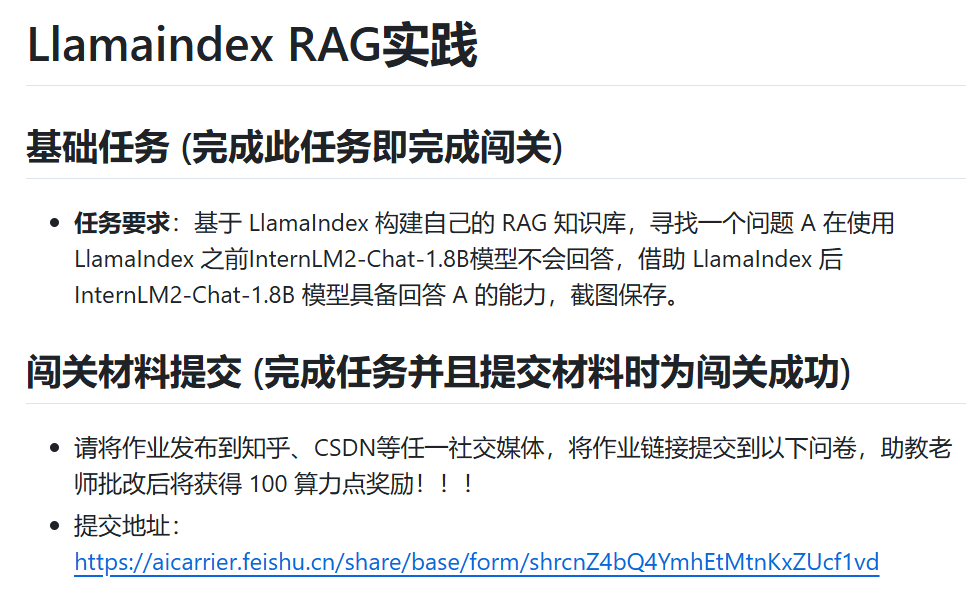 Llamaindex RAG实践
基础任务 (完成此任务即完成闯关)
任务要求：基于 LlamaIndex 构建自己的 RAG 知识库，寻找一个问题 A 在使用
LlamaIndex 之前InternLM2-Chat-1.8B模型不会回答，借助 LlamaIndex 后
InternLM2-Chat-1.8B 模型具备回答 A 的能力，截图保存。
闯关材料提交 (完成任务并且提交材料时为闯关成功)
请将作业发布到知乎、CSDN等任一社交媒体，将作业链接提交到以下问卷，助教老
师批改后将获得 100 算力点奖励！！！
提交地址：
https://aicarrier.feishu.cn/share/base/form/shrcnZ4bQ4YmhEtMtnKxZUcf1vd